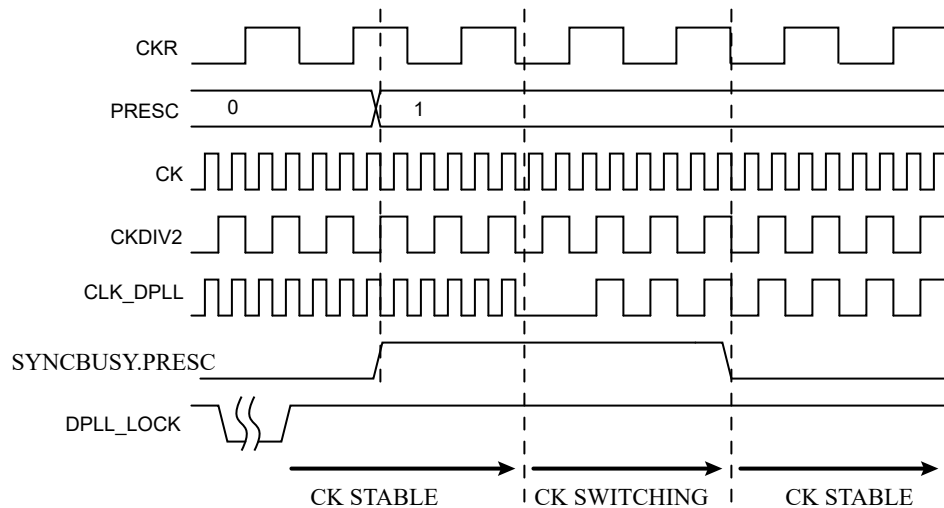 CKR
PRESC
0
1
CK
CKDIV2
CLK_DPLL
SYNCBUSY.PRESC
DPLL_LOCK
CK STABLE
CK SWITCHING
CK STABLE